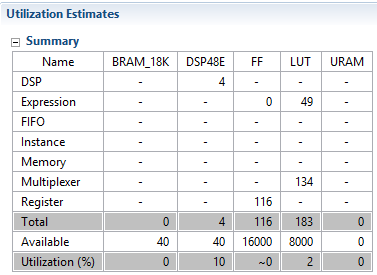 Utilization Estimates
Summary
Name BRAM_18K DSP48E FF LUT URAM
DSP - 4 - - -
Expression - - 0 49 -
FIFO - - - - -
Instance - - - - -
Memory - - - - -
Multiplexer - - - 134 -
Register - - 116 - -
Total 0 4 116 183 0
Available 40 40 16000 8000 0
Utilization (%) 0 10 ~0 2 0